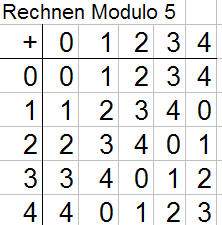 Rechnen Modulo 5
+ 0 1 2 3 4
0 0 1 2 3 4
1 1 2 3 4 0
2 2 3 4 0 1
3 3 4 0 1 2
4 4 0 1 2 3